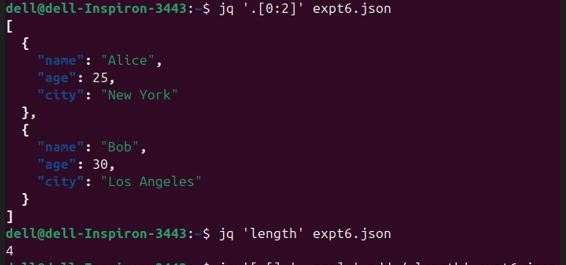 dell@dell-Inspiron-3443:~$ jq '.[0:2]' expt6.json
[
  {
    "name": "Alice",
    "age": 25,
    "city": "New York"
  },
  {
    "name": "Bob",
    "age": 30,
    "city": "Los Angeles"
  }
]
dell@dell-Inspiron-3443:~$ jq 'length' expt6.json
4